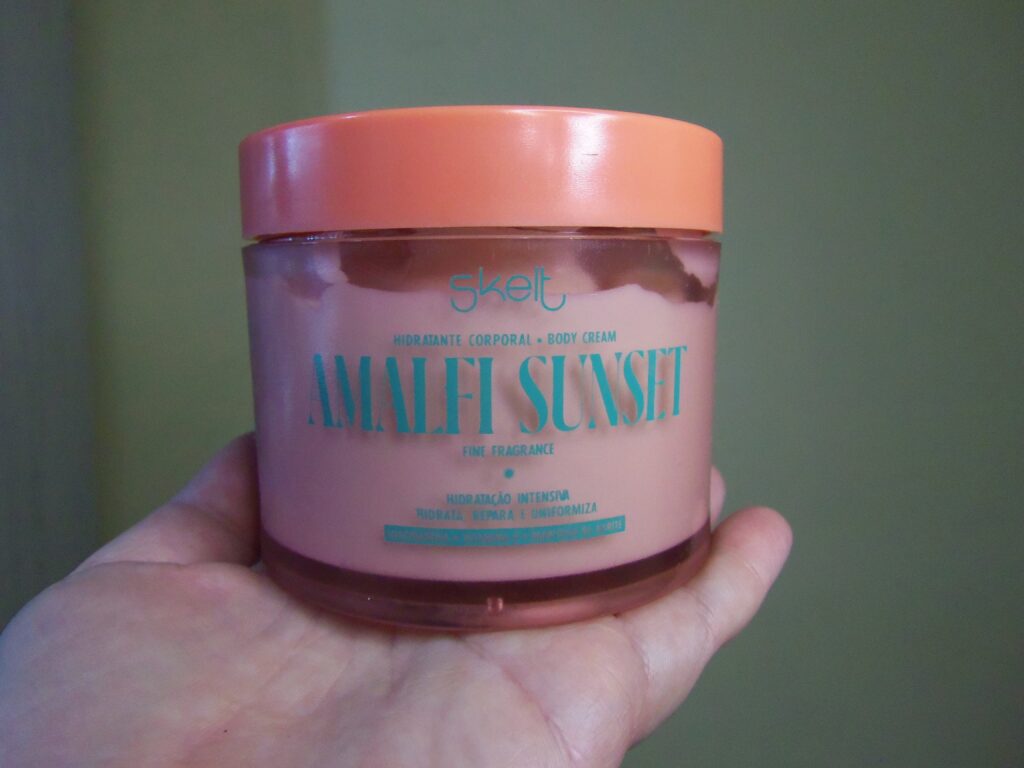 skelt
HIDRATANTE CORPORAL • BODY CREAM
AMALFI SUNSET
FINE FRAGRANCE
HIDRATAÇÃO INTENSIVA
HIDRATA, REPARA E UNIFORMIZA